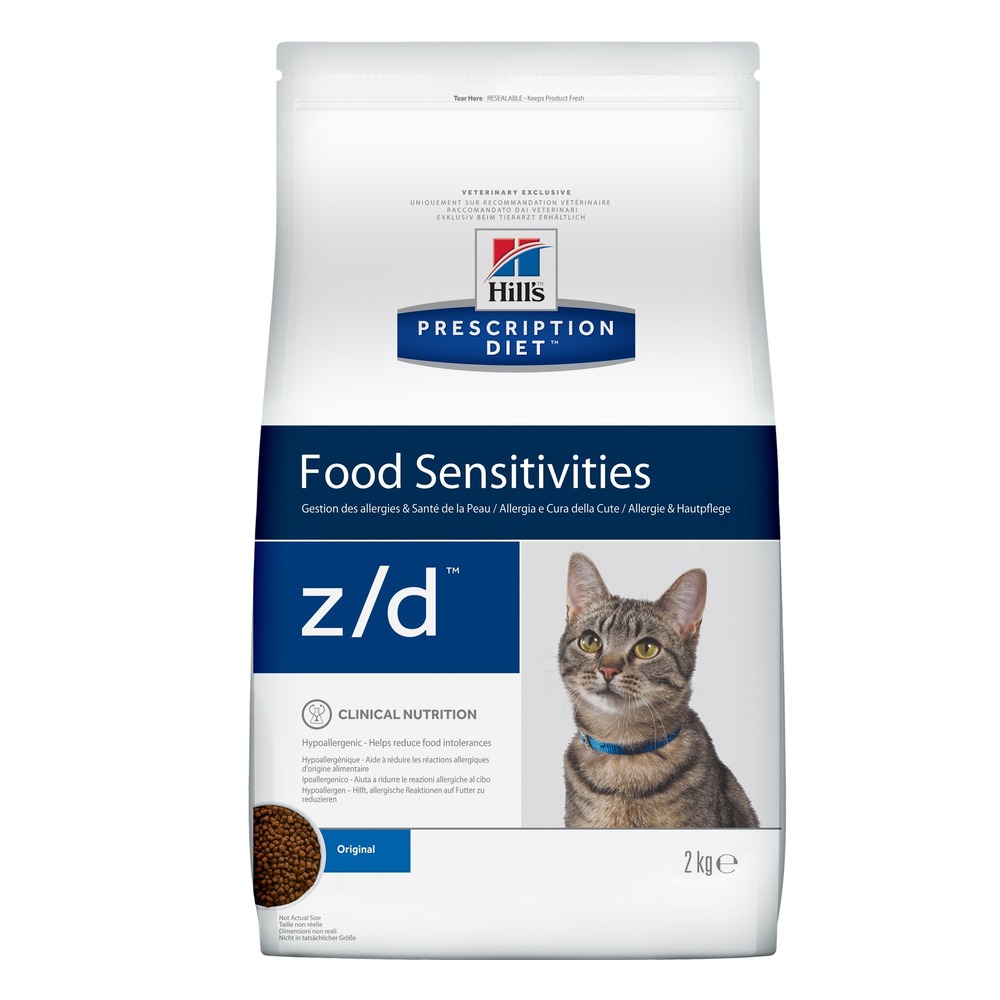 Tear Here - RESEALABLE - Keeps Product Fresh
VETERINARY EXCLUSIVE
UNIQUEMENT SUR RECOMMANDATION VÉTÉRINAIRE
RACCOMANDATO DAI VETERINARI
EXKLUSIV BEIM TIERARZT ERHÄLTLICH
Hill's™
PRESCRIPTION
DIET™
Food Sensitivities
Gestion des allergies & Santé de la Peau / Allergia e Cura della Cute / Allergie & Hautpflege
z/d™
CLINICAL NUTRITION
Hypoallergenic - Helps reduce food intolerances
Hypoallergénique - Aide à réduire les réactions allergiques
d'origine alimentaire
Ipoallergenico - Aiuta a ridurre le reazioni allergiche al cibo
Hypoallergen – Hilft, allergische Reaktionen auf Futter zu
reduzieren
Original
2 kg ℮
Not Actual Size
Taille non réelle
Dimensioni non reali
Nicht in tatsächlicher Größe